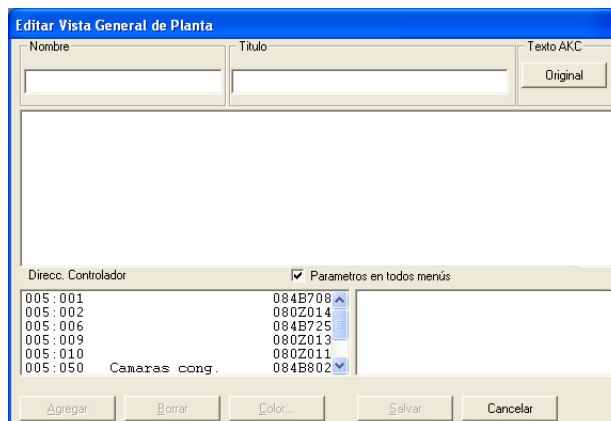 Editar Vista General de Planta
Nombre Titulo Texto AKC
Original
Direcc. Controlador Parametros en todos menús
005:001 084B708
005:002 080Z014
005:006 084B725
005:009 080Z013
005:010 080Z011
005:050 Camaras cong. 084B802
Agregar Borrar Color... Salvar Cancelar